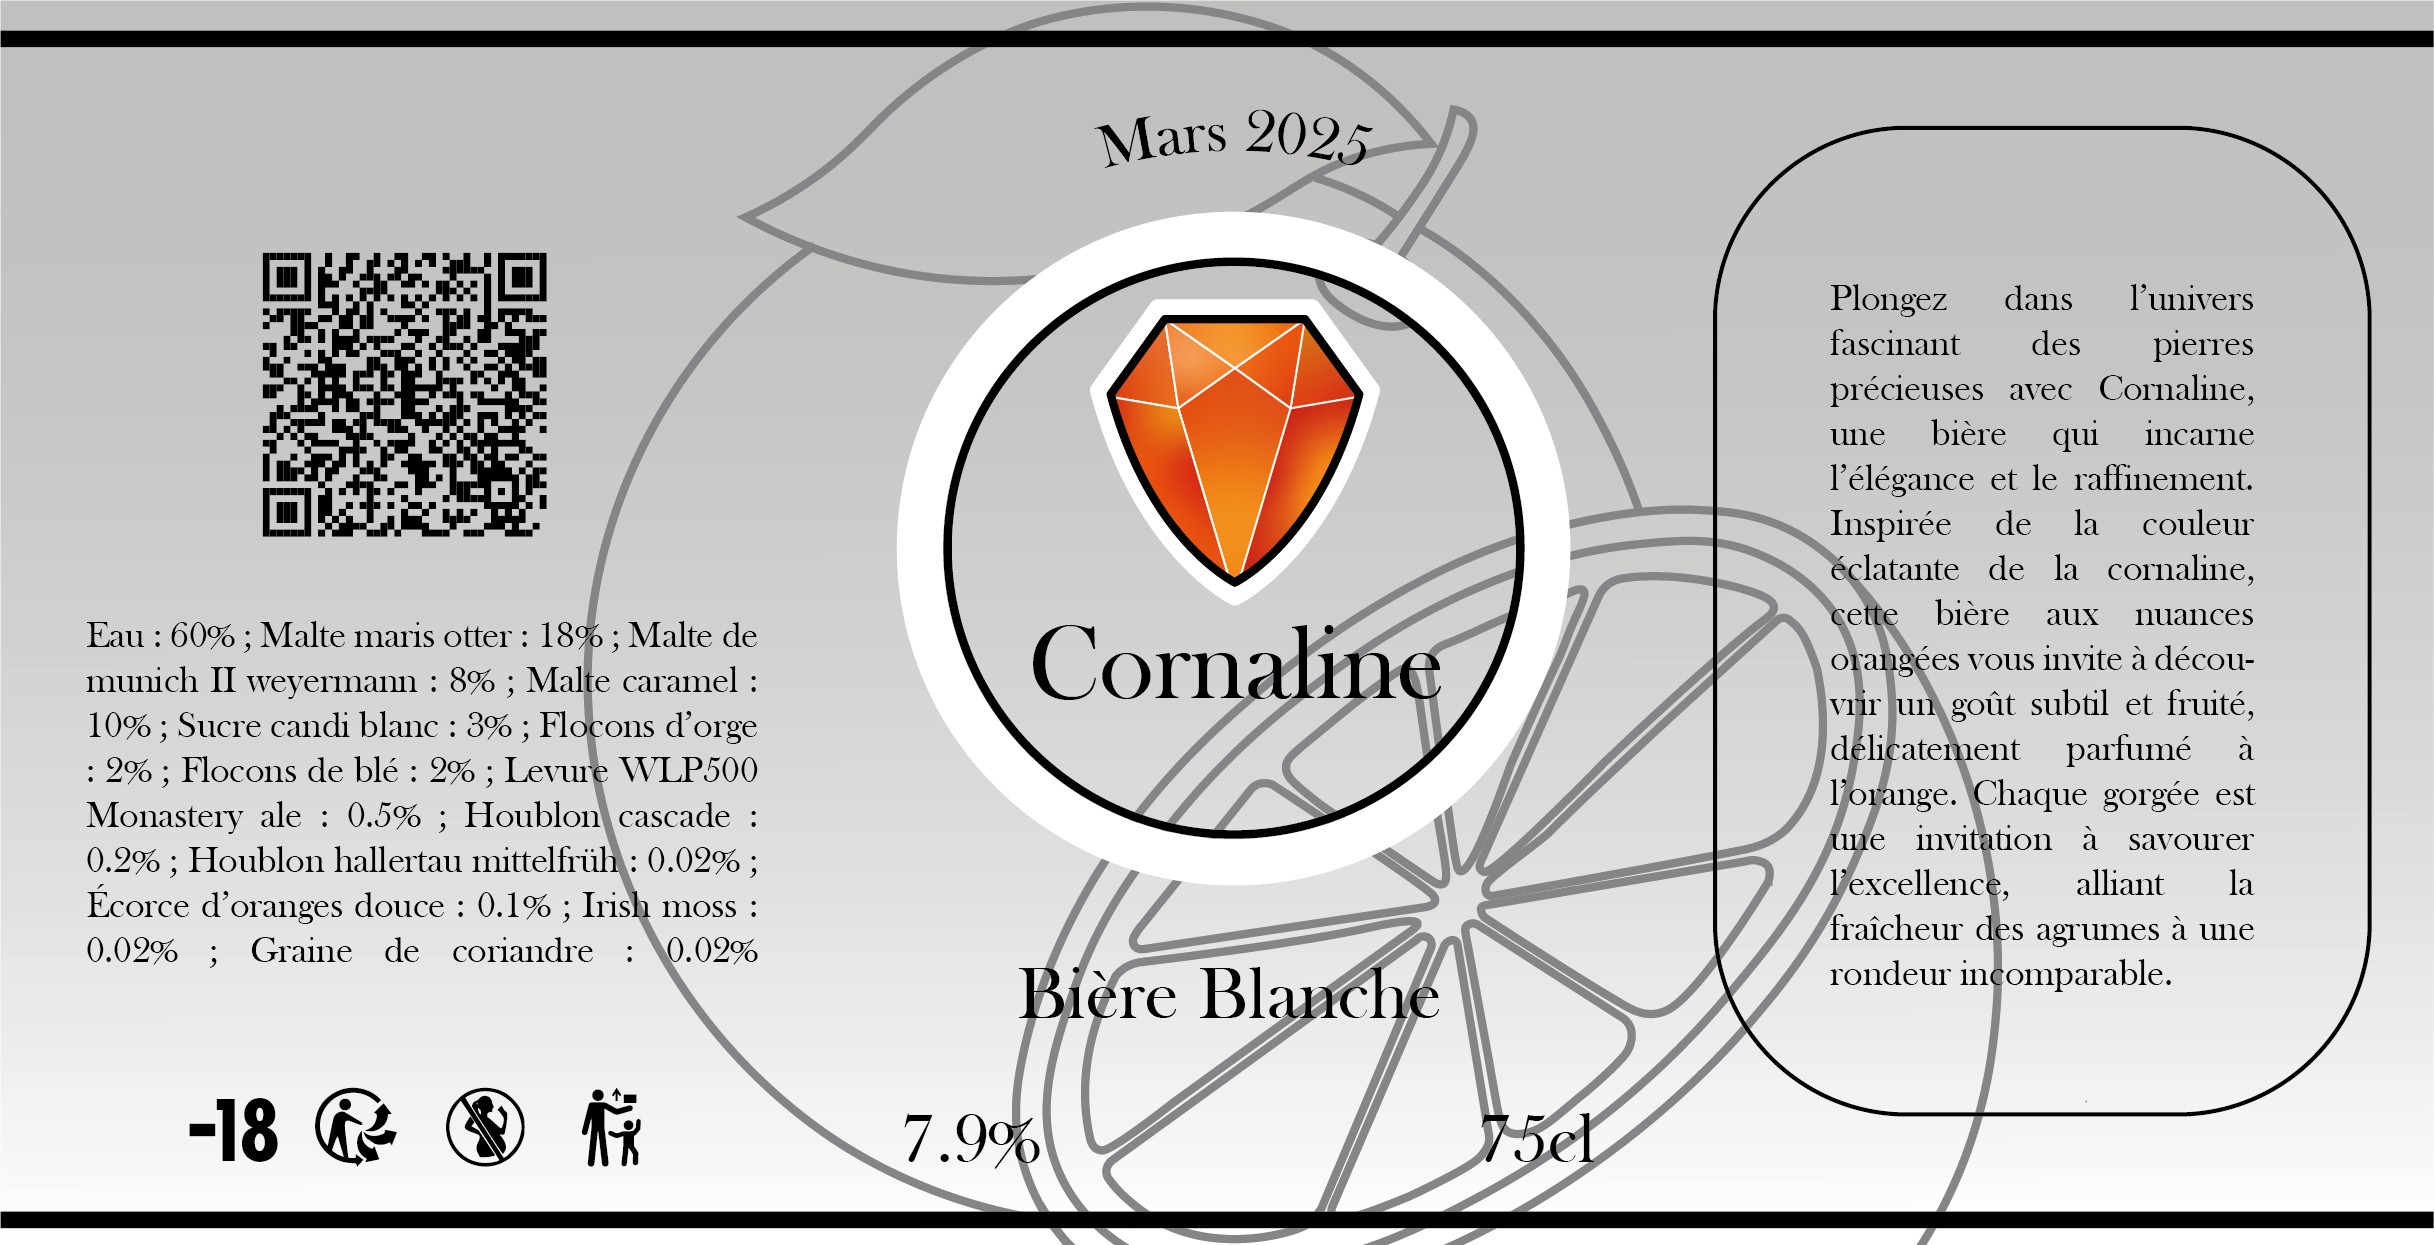 Mars 2025
Cornaline
Bière Blanche
7.9%
75cl
Eau : 60% ; Malte maris otter : 18% ; Malte de
munich II weyermann : 8% ; Malte caramel :
10% ; Sucre candi blanc : 3% ; Flocons d’orge
: 2% ; Flocons de blé : 2% ; Levure WLP500
Monastery ale : 0.5% ; Houblon cascade :
0.2% ; Houblon hallertau mittelfrüh : 0.02% ;
Écorce d’oranges douce : 0.1% ; Irish moss :
0.02% ; Graine de coriandre : 0.02%
-18
Plongez dans l’univers
fascinant des pierres
précieuses avec Cornaline,
une bière qui incarne
l’élégance et le raffinement.
Inspirée de la couleur
éclatante de la cornaline,
cette bière aux nuances
orangées vous invite à décou-
vrir un goût subtil et fruité,
délicatement parfumé à
l’orange. Chaque gorgée est
une invitation à savourer
l’excellence, alliant la
fraîcheur des agrumes à une
rondeur incomparable.